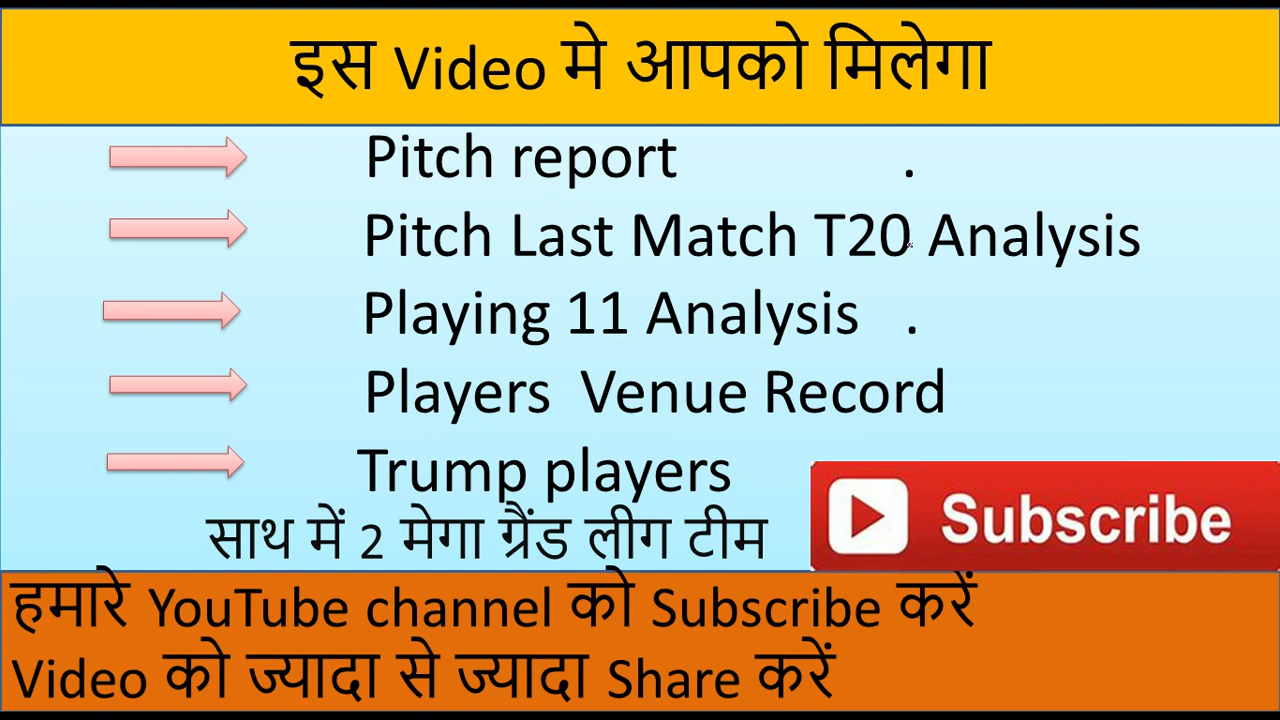 इस Video मे आपको मिलेगा
Pitch report .
Pitch Last Match T20 Analysis
Playing 11 Analysis .
Players Venue Record
Trump players
साथ में 2 मेगा ग्रैंड लीग टीम
Subscribe
हमारे YouTube channel को Subscribe करें
Video को ज्यादा से ज्यादा Share करें